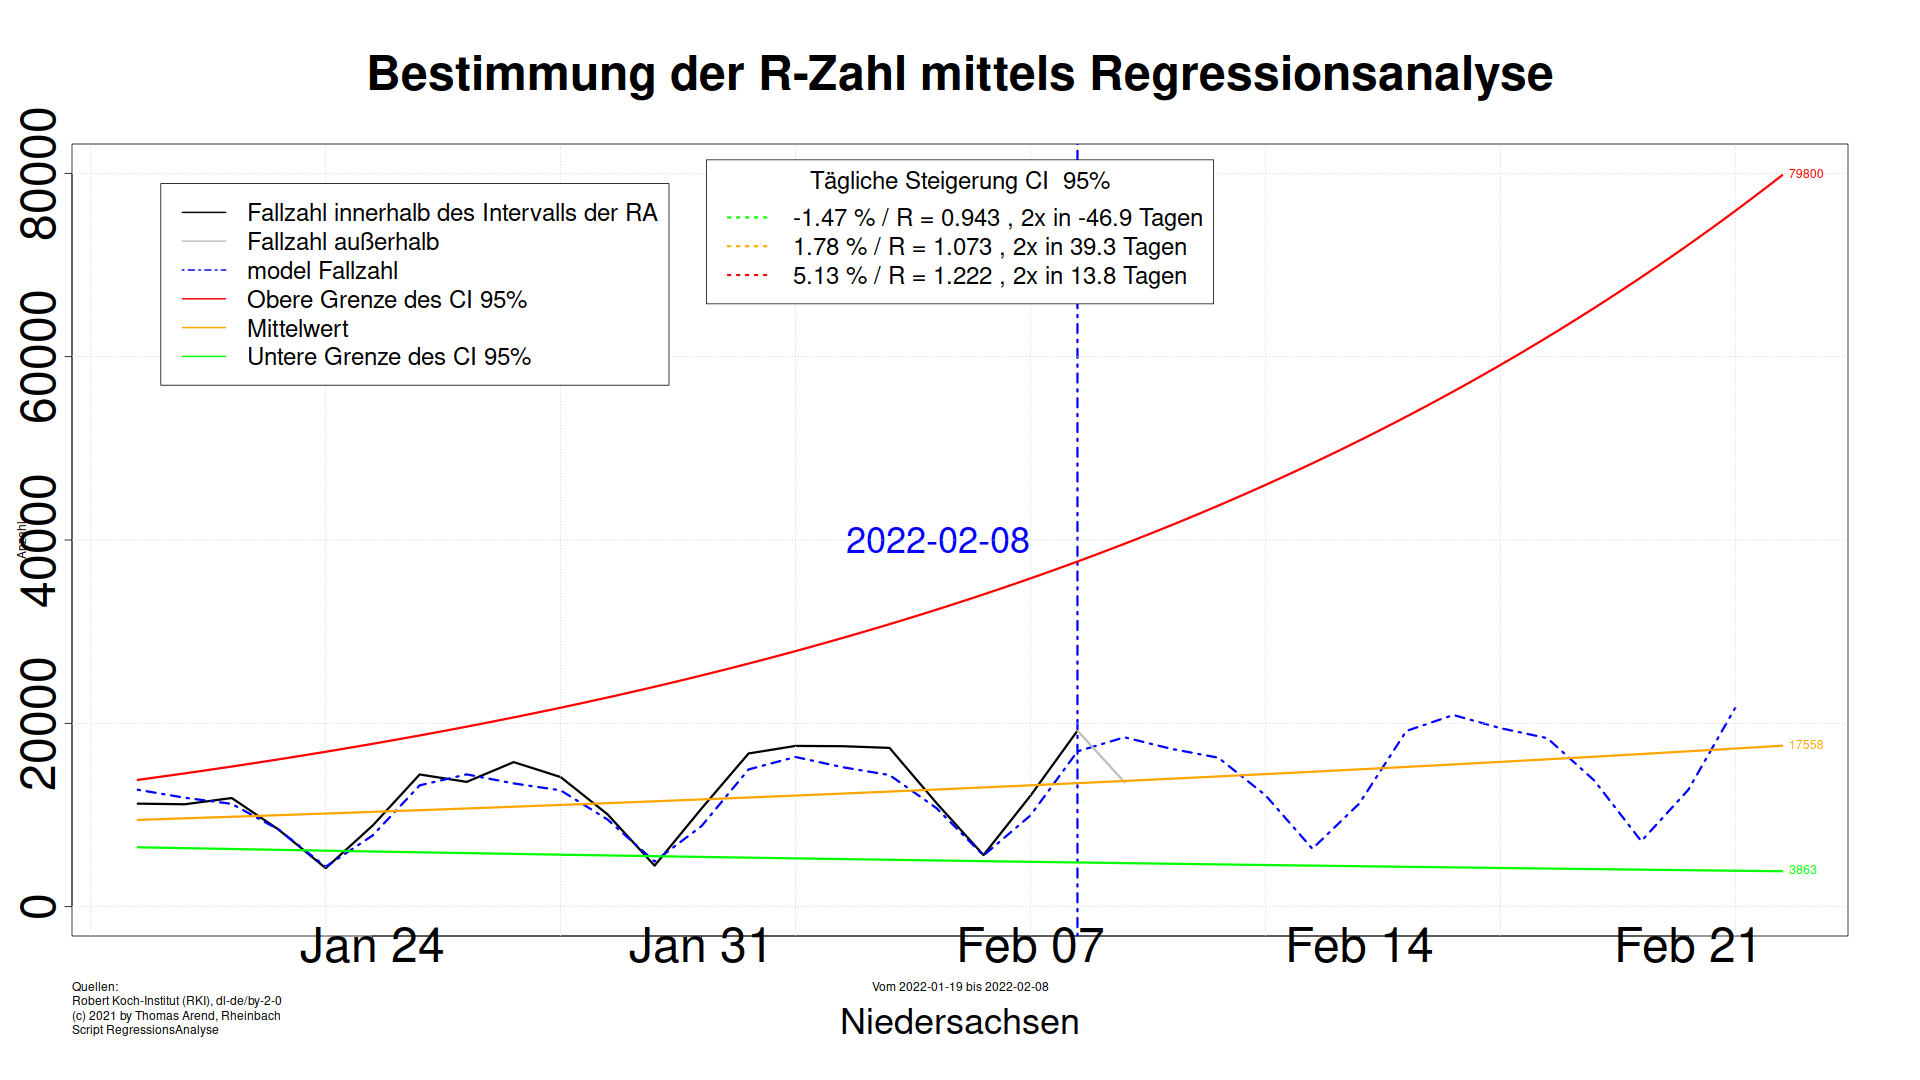 Bestimmung der R-Zahl mittels Regressionsanalyse
80000
60000
40000
20000
0
Anzahl
Fallzahl innerhalb des Intervalls der RA
Fallzahl außerhalb
model Fallzahl
Obere Grenze des CI 95%
Mittelwert
Untere Grenze des CI 95%
Tägliche Steigerung CI 95%
-1.47 % / R = 0.943 , 2x in -46.9 Tagen
1.78 % / R = 1.073 , 2x in 39.3 Tagen
5.13 % / R = 1.222 , 2x in 13.8 Tagen
79800
2022-02-08
17558
3863
Jan 24
Jan 31
Feb 07
Feb 14
Feb 21
Quellen:
Robert Koch-Institut (RKI), dl-de/by-2-0
(c) 2021 by Thomas Arend, Rheinbach
Script RegressionsAnalyse
Vom 2022-01-19 bis 2022-02-08
Niedersachsen